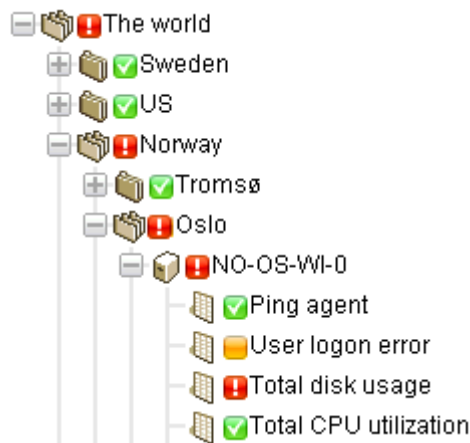 The world
Sweden
US
Norway
Tromsø
Oslo
NO-OS-WI-0
Ping agent
User logon error
Total disk usage
Total CPU utilization